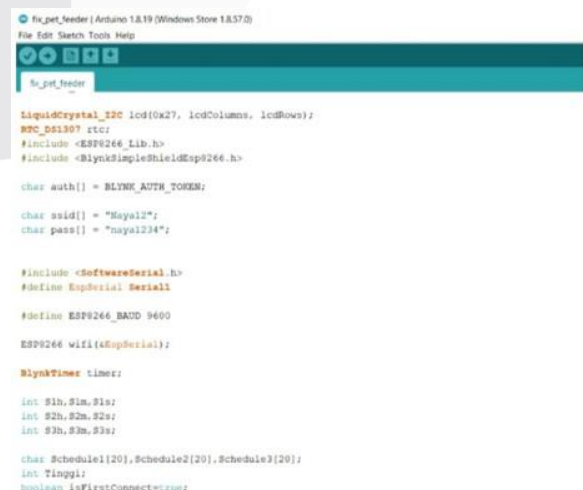 fix_pet_feeder | Arduino 1.8.19 (Windows Store 1.8.57.0)
File Edit Sketch Tools Help
fix_pet_feeder
LiquidCrystal_I2C lcd(0x27, lcdColumns, lcdRows);
RTC_DS1307 rtc;
#include <ESP8266_Lib.h>
#include <BlynkSimpleShieldEsp8266.h>
char auth[] = BLYNK_AUTH_TOKEN;
char ssid[] = "Naya12";
char pass[] = "naya1234";
#include <SoftwareSerial.h>
#define EspSerial Serial1
#define ESP8266_BAUD 9600
ESP8266 wifi(&EspSerial);
BlynkTimer timer;
int S1h,S1m,S1s;
int S2h,S2m,S2s;
int S3h,S3m,S3s;
char Schedule1[20],Schedule2[20],Schedule3[20];
int Tinggi;
boolean isFirstConnect=true;